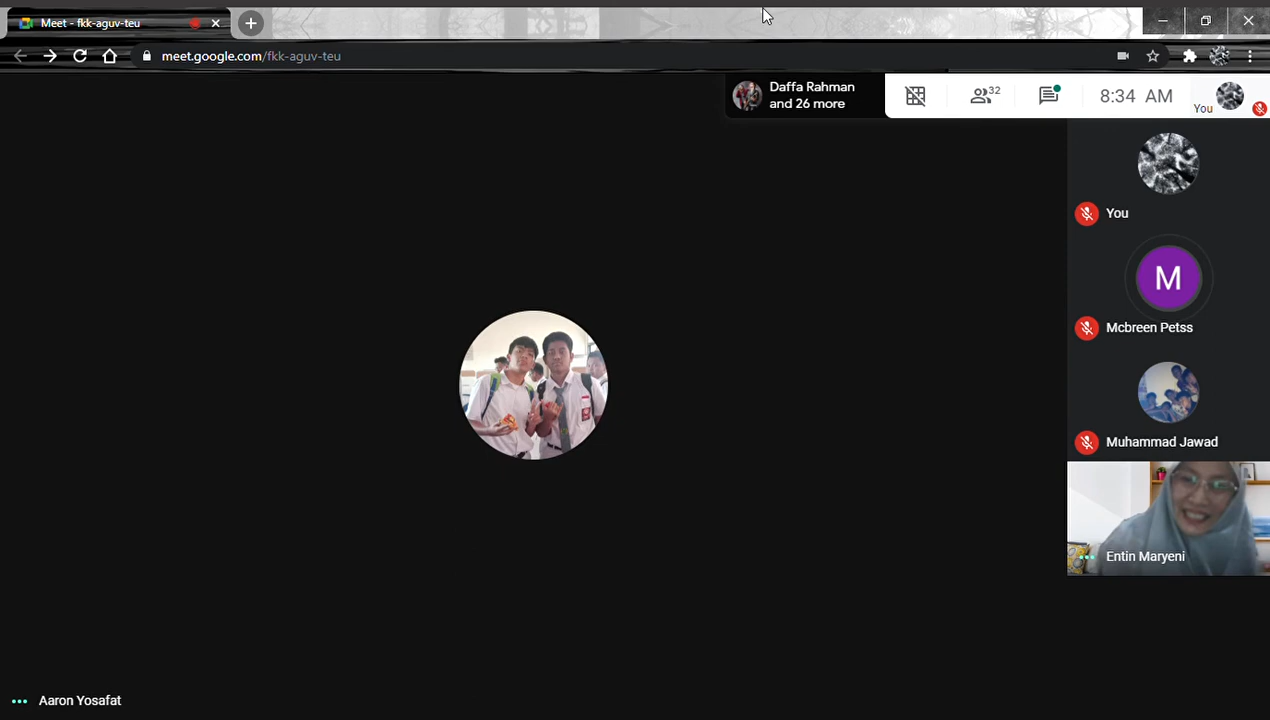 Meet - fkk-aguv-teu
meet.google.com/fkk-aguv-teu
Daffa Rahman
and 26 more
32
8:34 AM
You
You
M
Mcbreen Petss
Muhammad Jawad
Entin Maryeni
Aaron Yosafat